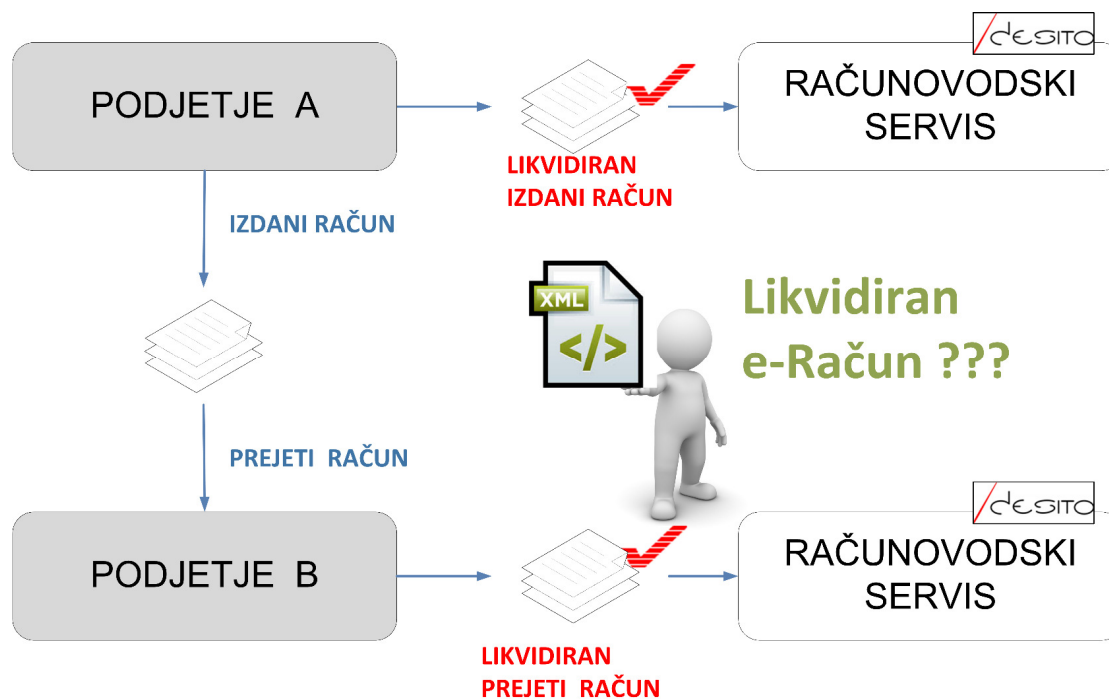 desito
PODJETJE A
RAČUNOVODSKI
SERVIS
LIKVIDIRAN
IZDANI RAČUN
IZDANI RAČUN
XML
</>
Likvidiran
e-Račun ???
PREJETI RAČUN
desito
PODJETJE B
RAČUNOVODSKI
SERVIS
LIKVIDIRAN
PREJETI RAČUN